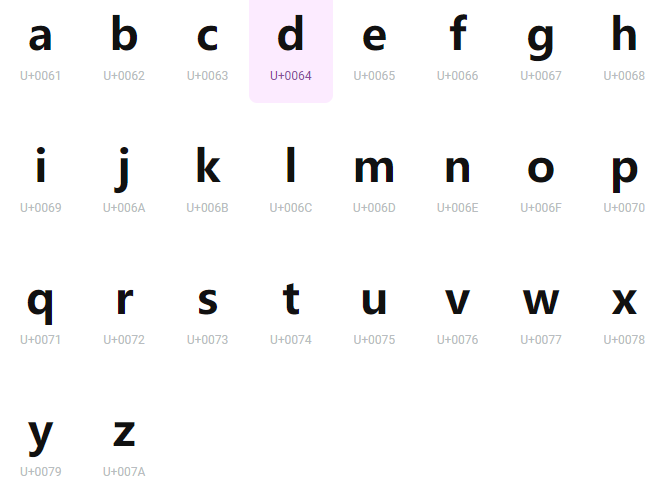 a b c d e f g h
U+0061 U+0062 U+0063 U+0064 U+0065 U+0066 U+0067 U+0068
i j k l m n o p
U+0069 U+006A U+006B U+006C U+006D U+006E U+006F U+0070
q r s t u v w x
U+0071 U+0072 U+0073 U+0074 U+0075 U+0076 U+0077 U+0078
y z
U+0079 U+007A